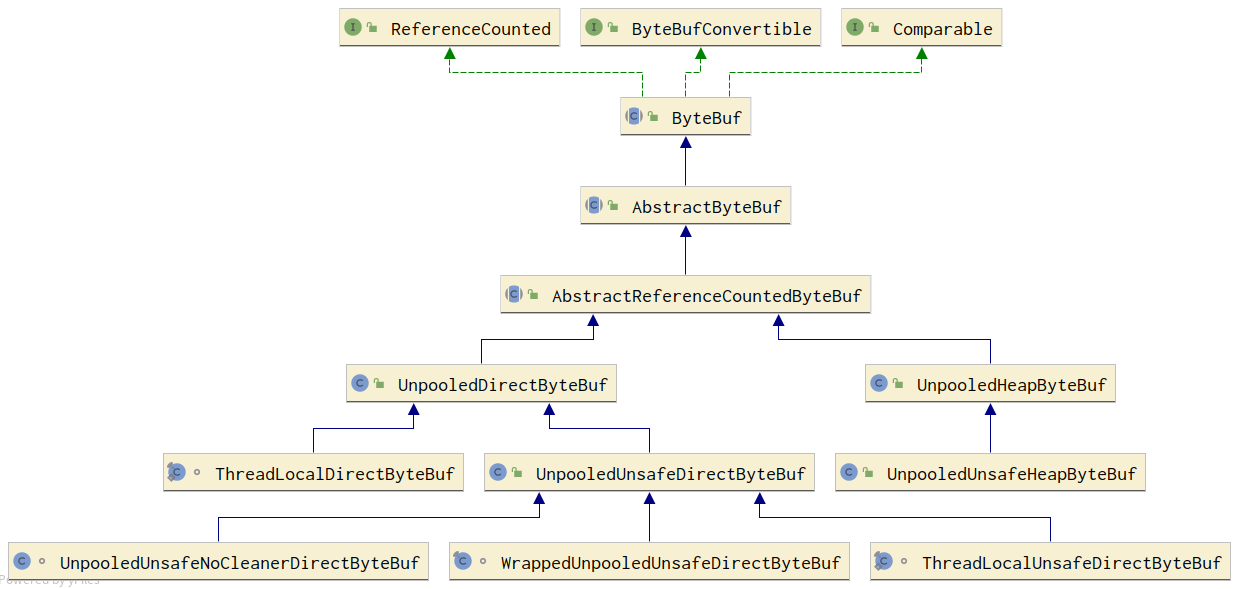 ReferenceCounted
ByteBufConvertible
Comparable
ByteBuf
AbstractByteBuf
AbstractReferenceCountedByteBuf
UnpooledDirectByteBuf
UnpooledHeapByteBuf
ThreadLocalDirectByteBuf
UnpooledUnsafeDirectByteBuf
UnpooledUnsafeHeapByteBuf
UnpooledUnsafeNoCleanerDirectByteBuf
WrappedUnpooledUnsafeDirectByteBuf
ThreadLocalUnsafeDirectByteBuf
Powered by yFiles